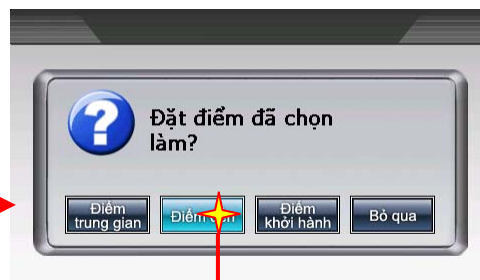 Đặt điểm đã chọn
làm?
Điểm
trung gian
Điểm
Điểm
khởi hành
Bỏ qua